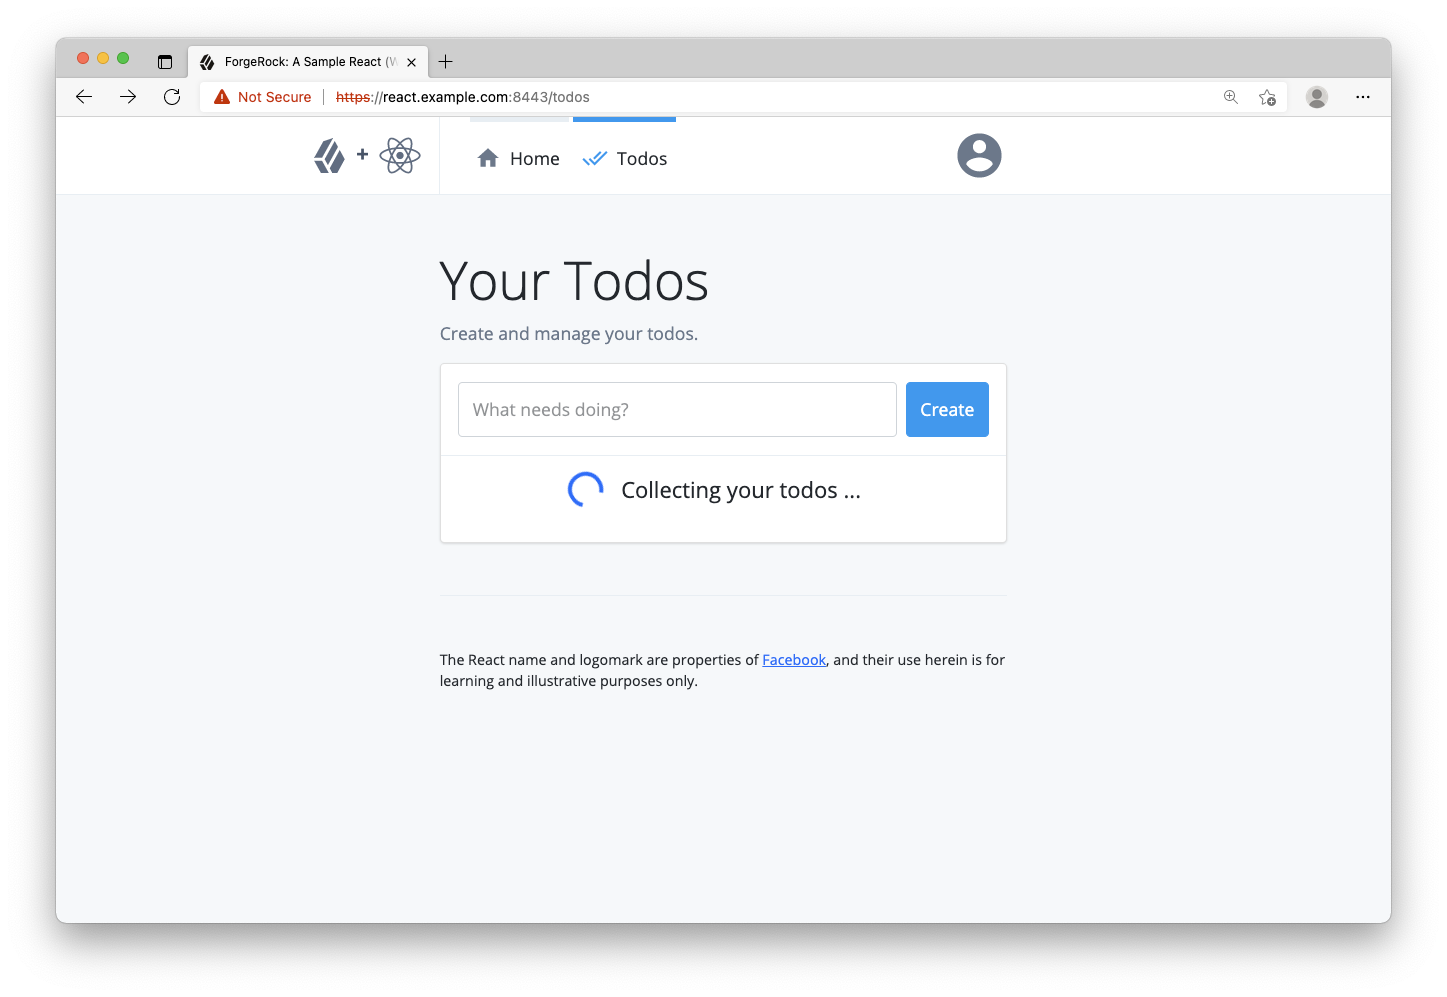 ForgeRock: A Sample React (W
Not Secure | https://react.example.com:8443/todos
+ Home Todos
Your Todos
Create and manage your todos.
What needs doing? Create
Collecting your todos ...
The React name and logomark are properties of Facebook, and their use herein is for
learning and illustrative purposes only.